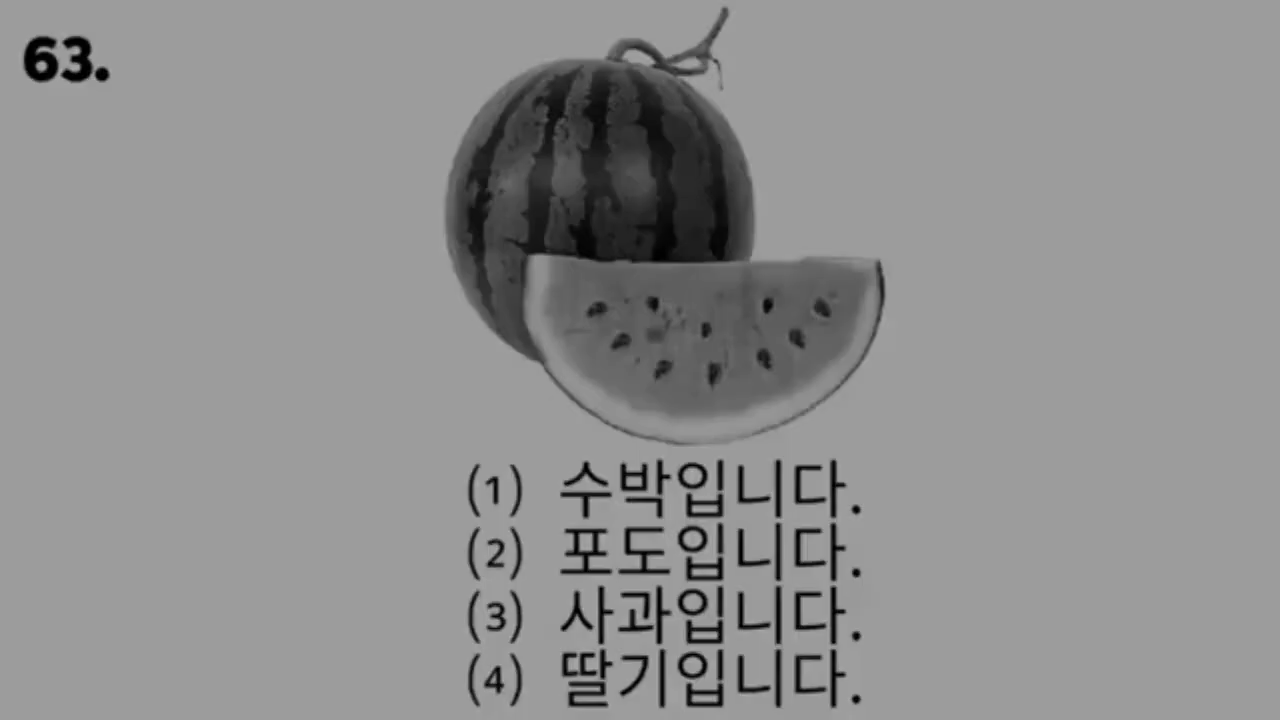 63.
(1) 수박입니다.
(2) 포도입니다.
(3) 사과입니다.
(4) 딸기입니다.